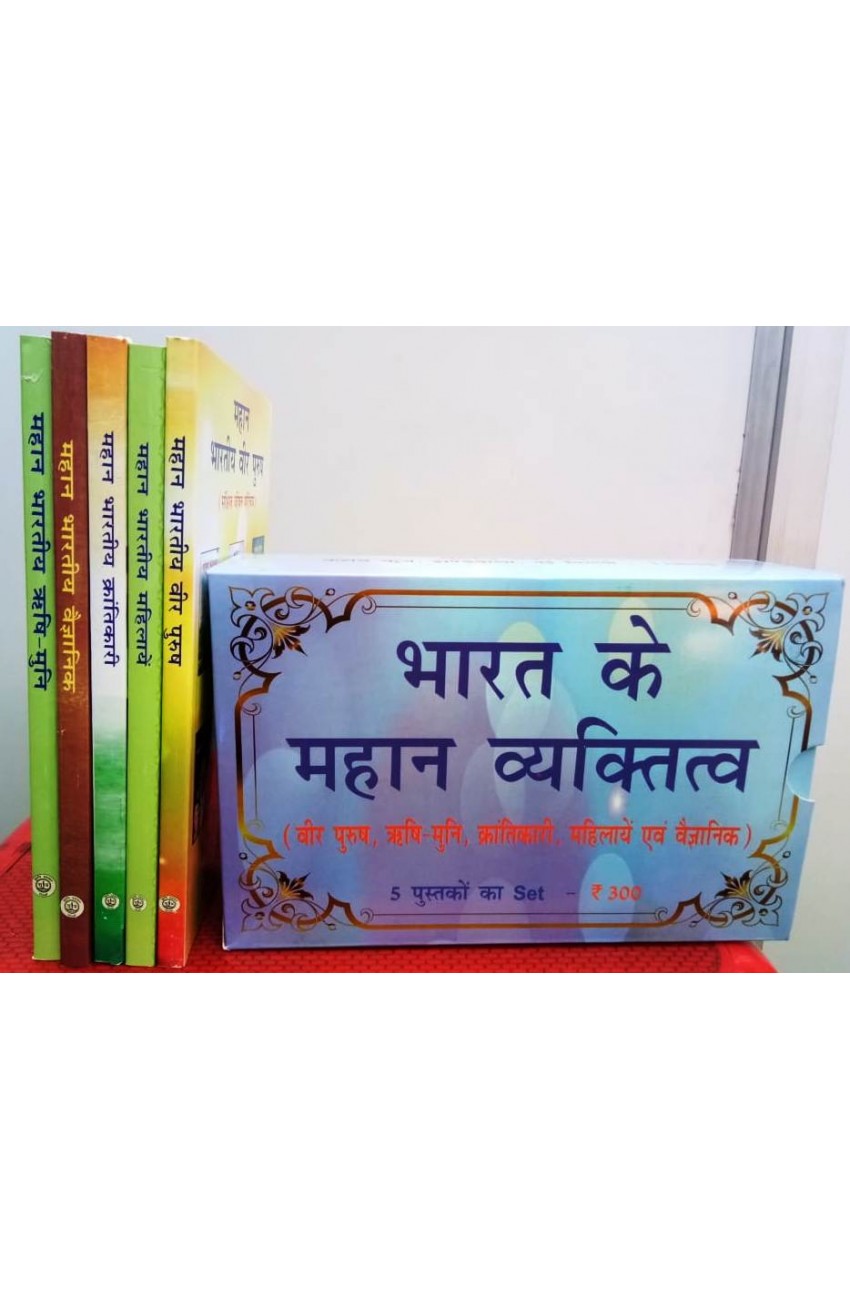 महान भारतीय ऋषि-मुनि
महान भारतीय वैज्ञानिक
महान भारतीय क्रांतिकारी
महान भारतीय महिलायें
महान भारतीय वीर पुरुष
महान
भारतीय वीर पुरुष
भारत के
महान व्यक्तित्व
(वीर पुरुष, ऋषि-मुनि, क्रांतिकारी, महिलायें एवं वैज्ञानिक)
5 पुस्तकों का Set - ₹ 300